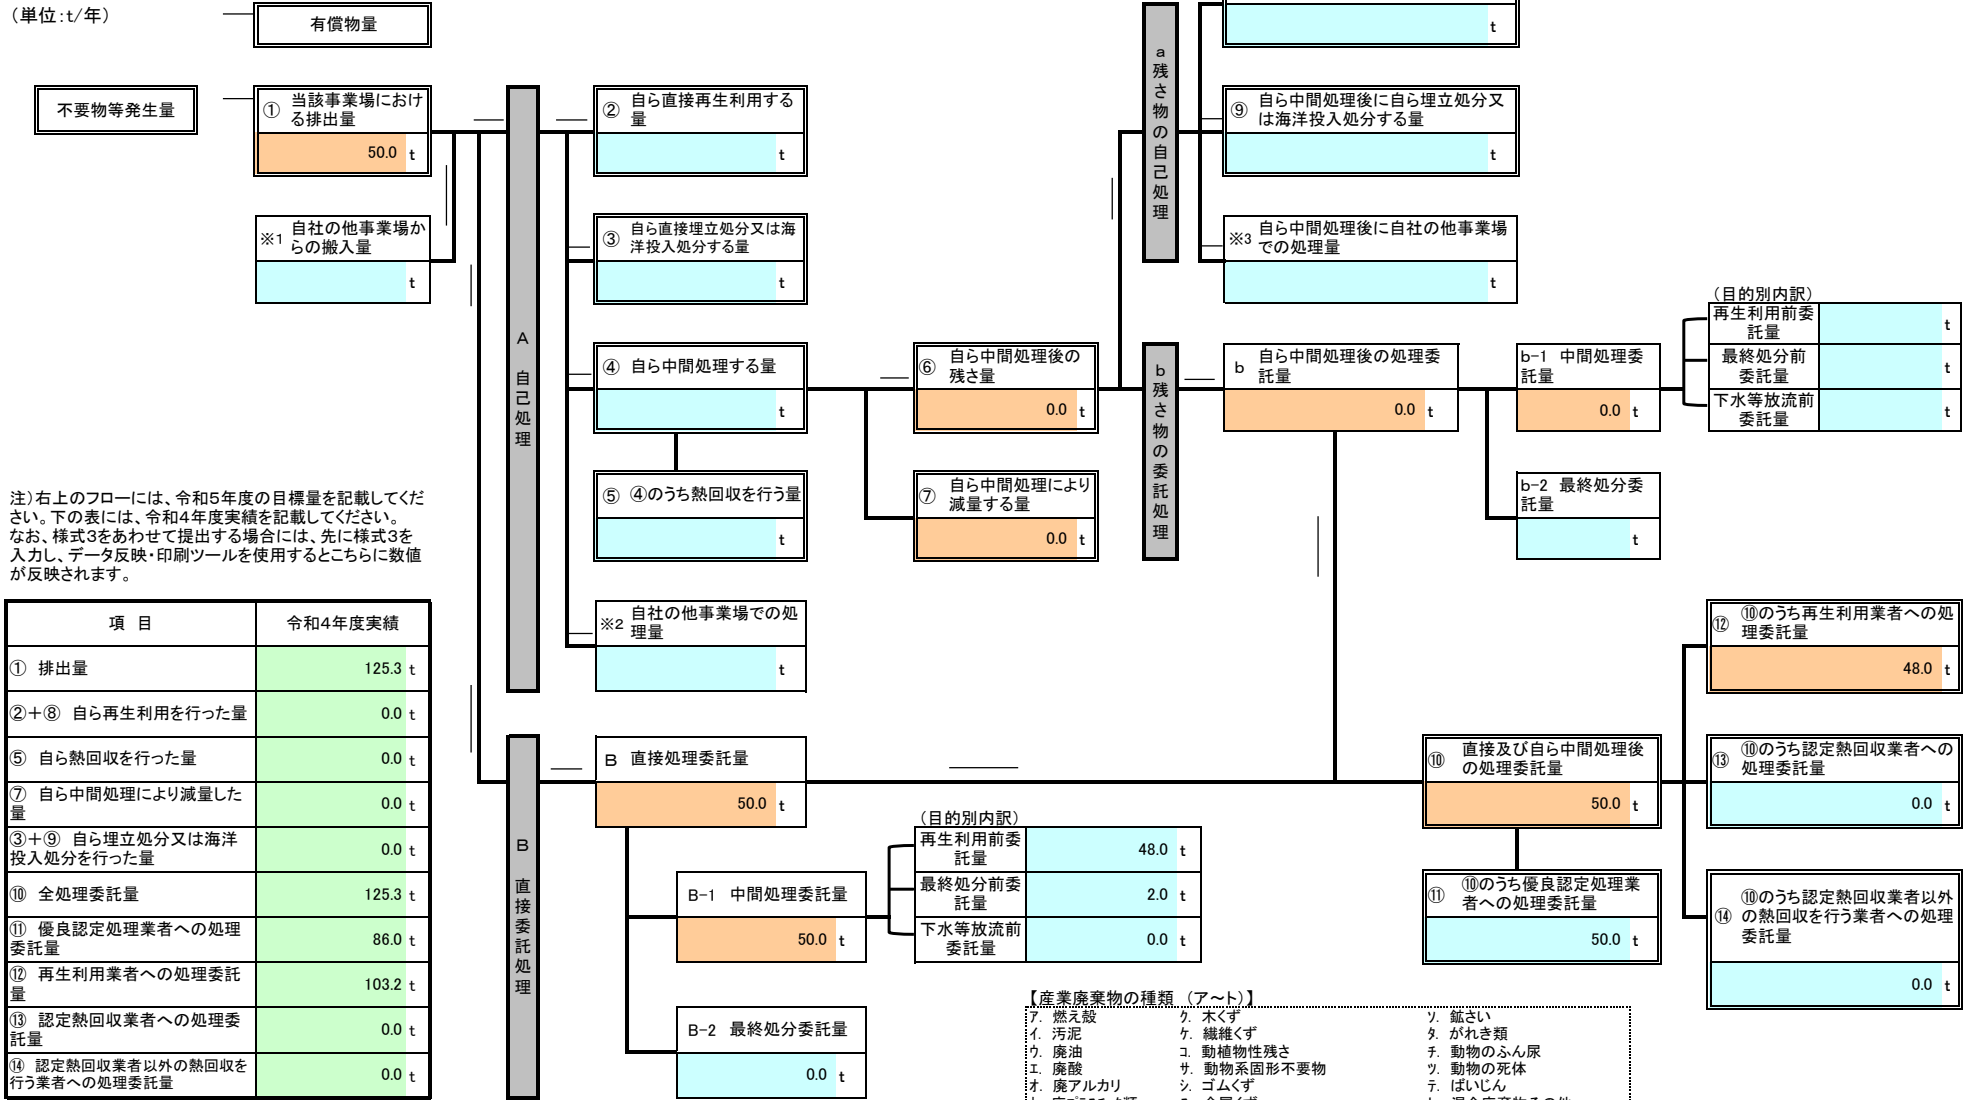 （単位：t/年）
有償物量
不要物等発生量
① 当該事業場におけ
る排出量
50.0 t
※1 自社の他事業場か
らの搬入量
t
A 自己処理
② 自ら直接再生利用する
量
t
③ 自ら直接埋立処分又は海
洋投入処分する量
t
④ 自ら中間処理する量
t
⑤ ④のうち熱回収を行う量
t
※2 自社の他事業場での処
理量
t
⑥ 自ら中間処理後の
残さ量
0.0 t
⑦ 自ら中間処理により
減量する量
0.0 t
a 残さ物の自己処理
t
⑨ 自ら中間処理後に自ら埋立処分又
は海洋投入処分する量
t
※3 自ら中間処理後に自社の他事業場
での処理量
t
b 残さ物の委託処理
b 自ら中間処理後の処理委
託量
0.0 t
b-1 中間処理委
託量
0.0 t
b-2 最終処分委
託量
t
（目的別内訳）
再生利用前委
託量
t
最終処分前
委託量
t
下水等放流前
委託量
t
注）右上のフローには、令和5年度の目標量を記載してくだ
さい。下の表には、令和4年度実績を記載してください。
なお、様式3をあわせて提出する場合には、先に様式3を
入力し、データ反映・印刷ツールを使用するとこちらに数値
が反映されます。
項 目 令和4年度実績
① 排出量 125.3 t
②＋⑧ 自ら再生利用を行った量 0.0 t
⑤ 自ら熱回収を行った量 0.0 t
⑦ 自ら中間処理により減量した
量 0.0 t
③＋⑨ 自ら埋立処分又は海洋
投入処分を行った量 0.0 t
⑩ 全処理委託量 125.3 t
⑪ 優良認定処理業者への処理
委託量 86.0 t
⑫ 再生利用業者への処理委託
量 103.2 t
⑬ 認定熱回収業者への処理委
託量 0.0 t
⑭ 認定熱回収業者以外の熱回収を
行う業者への処理委託量 0.0 t
B 直接委託処理
B 直接処理委託量
50.0 t
B-1 中間処理委託量
50.0 t
B-2 最終処分委託量
0.0 t
（目的別内訳）
再生利用前委
託量
48.0 t
最終処分前委
託量
2.0 t
下水等放流前
委託量
0.0 t
⑩ 直接及び自ら中間処理後
の処理委託量
50.0 t
⑪ ⑩のうち優良認定処理業
者への処理委託量
50.0 t
⑫ ⑩のうち再生利用業者への処
理委託量
48.0 t
⑬ ⑩のうち認定熱回収業者への
処理委託量
0.0 t
⑭ ⑩のうち認定熱回収業者以外
の熱回収を行う業者への処理
委託量
0.0 t
【産業廃棄物の種類 （ア～ト）】
ア. 燃え殻 ク. 木くず ソ. 鉱さい
イ. 汚泥 ケ. 繊維くず タ. がれき類
ウ. 廃油 コ. 動植物性残さ チ. 動物のふん尿
エ. 廃酸 サ. 動物系固形不要物 ツ. 動物の死体
オ. 廃アルカリ シ. ゴムくず テ. ばいじん